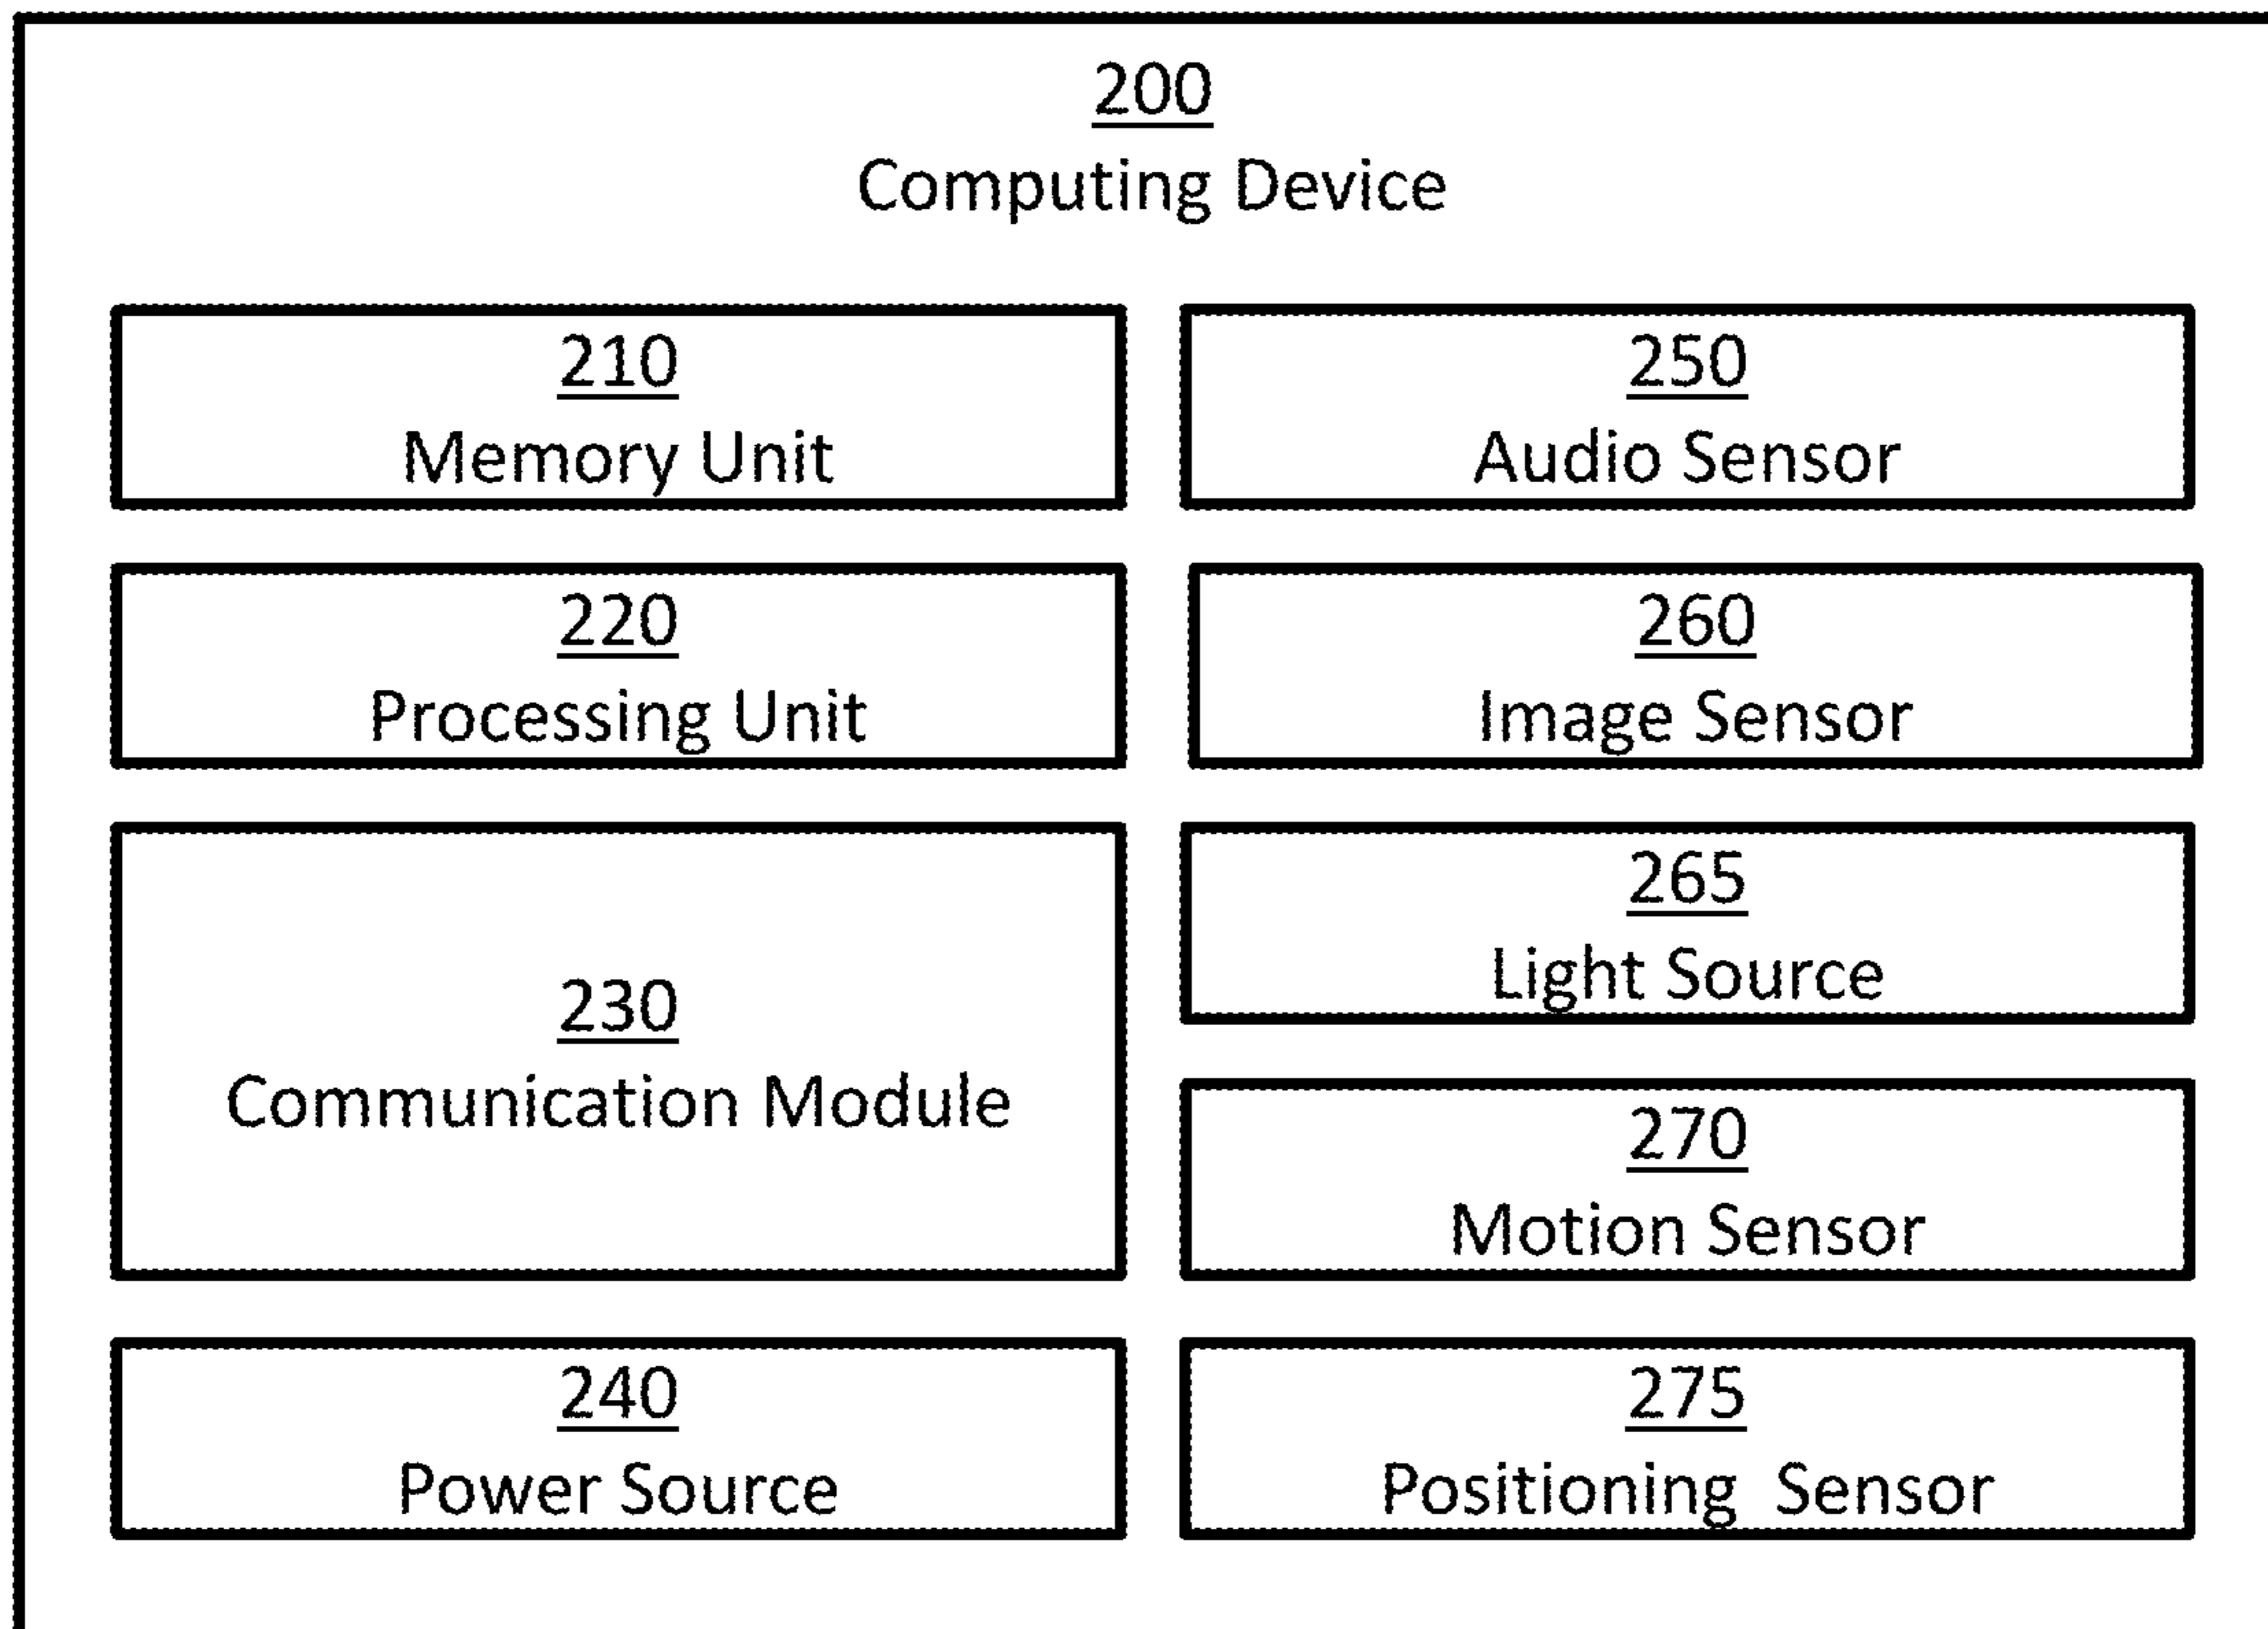 200
Computing Device
210
Memory Unit
250
Audio Sensor
220
Processing Unit
260
Image Sensor
230
Communication Module
265
Light Source
270
Motion Sensor
240
Power Source
275
Positioning  Sensor